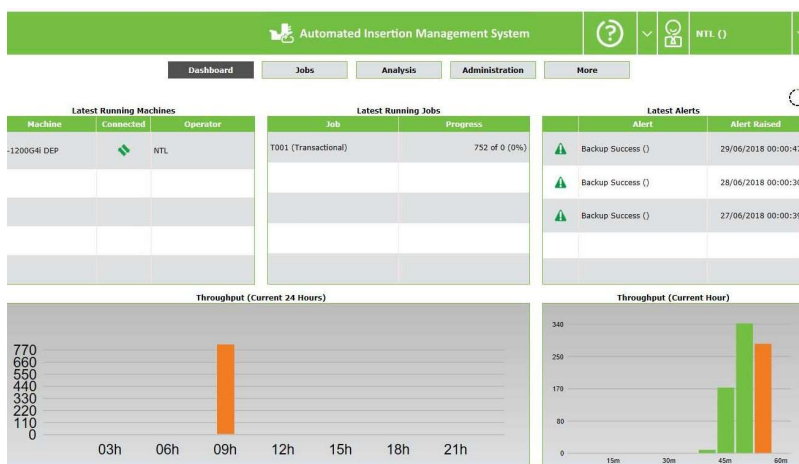 Automated Insertion Management System
NTL ()
Dashboard
Jobs
Analysis
Administration
More
Latest Running Machines
Machine Connected Operator
-1200G4i DEP NTL
Latest Running Jobs
Job Progress
T001 (Transactional) 752 of 0 (0%)
Latest Alerts
Alert Alert Raised
Backup Success () 29/06/2018 00:00:47
Backup Success () 28/06/2018 00:00:30
Backup Success () 27/06/2018 00:00:39
Throughput (Current 24 Hours)
770
660
550
440
330
220
110
0
03h 06h 09h 12h 15h 18h 21h
Throughput (Current Hour)
340
250
170
80
0
15m 30m 45m 60m